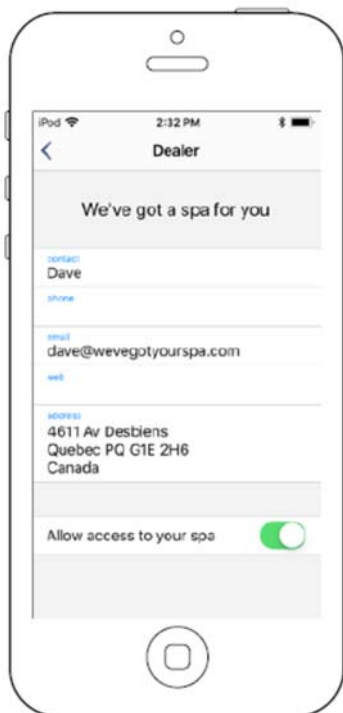 iPod 2:32 PM
Dealer
We've got a spa for you
contact
Dave
phone
email
dave@wevegotyourspa.com
web
address
4611 Av Desbiens
Quebec PQ G1E 2H6
Canada
Allow access to your spa